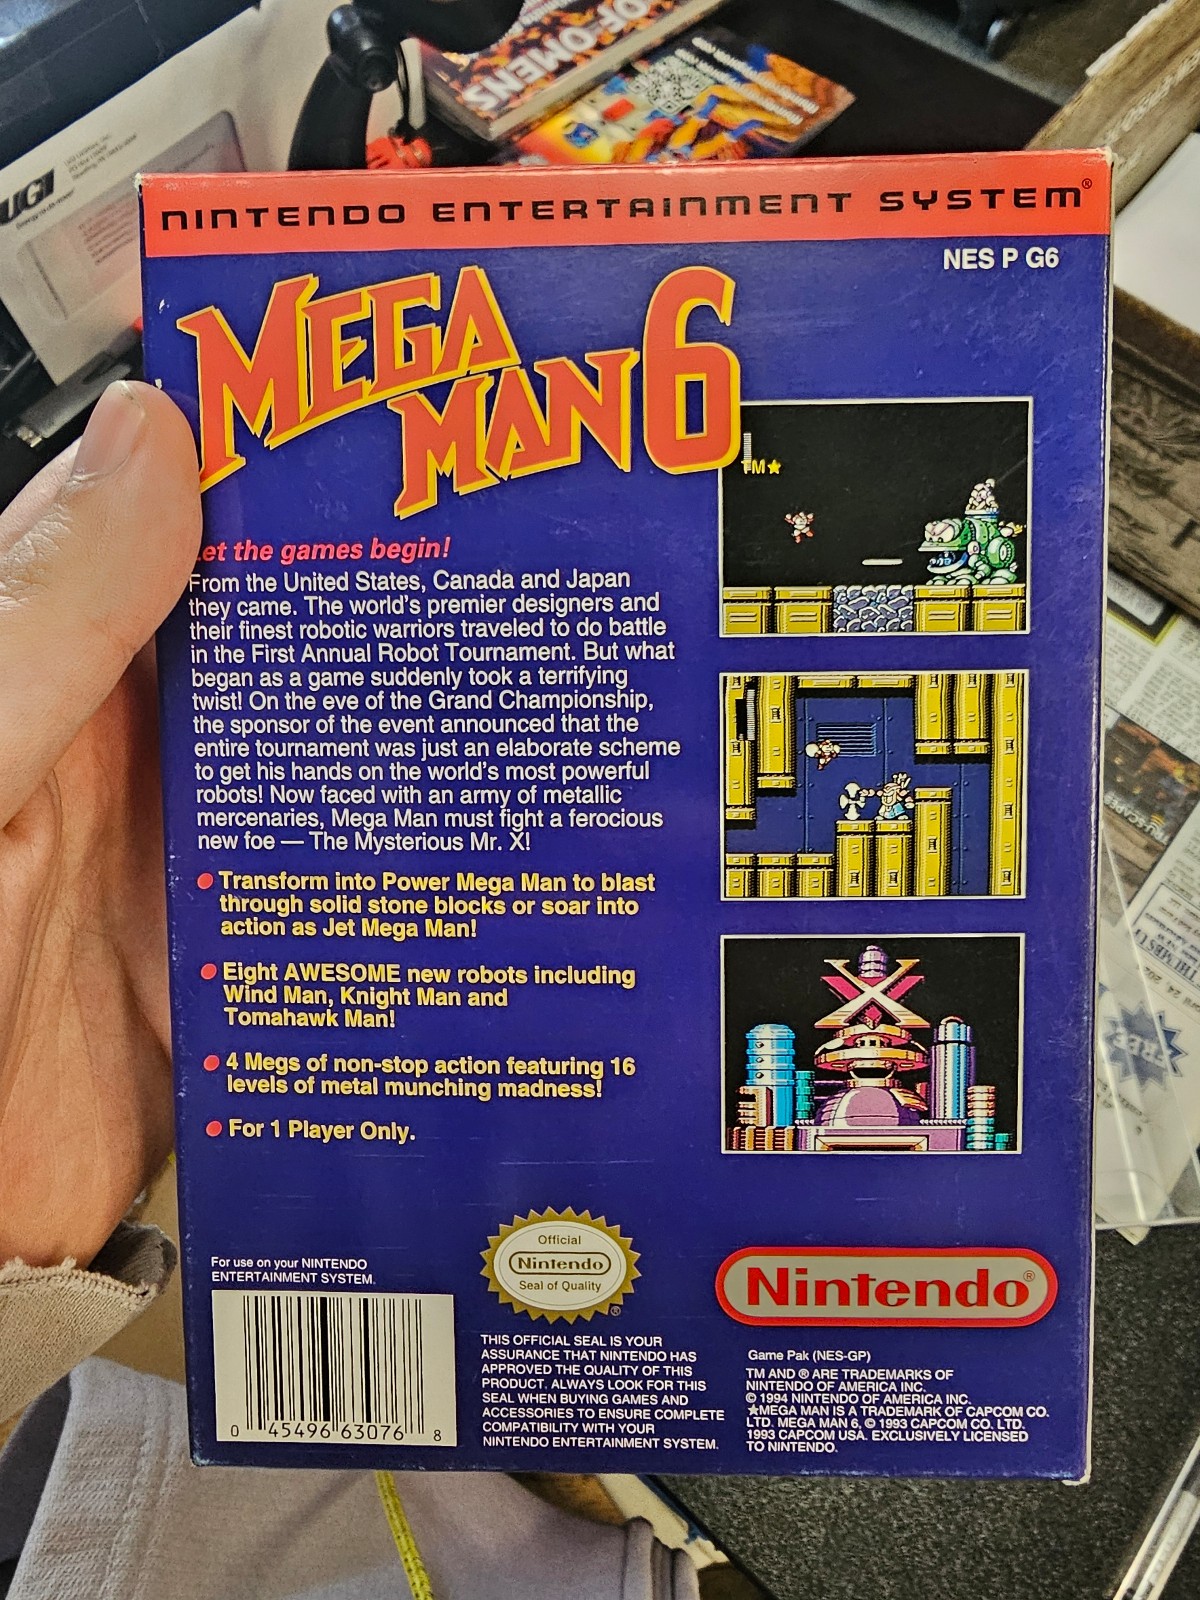 OF OMENS
UGI
NINTENDO ENTERTAINMENT SYSTEM®
NES P G6
MEGA
MAN 6
TM★
et the games begin!
From the United States, Canada and Japan
they came. The world's premier designers and
their finest robotic warriors traveled to do battle
in the First Annual Robot Tournament. But what
began as a game suddenly took a terrifying
twist! On the eve of the Grand Championship,
the sponsor of the event announced that the
entire tournament was just an elaborate scheme
to get his hands on the world's most powerful
robots! Now faced with an army of metallic
mercenaries, Mega Man must fight a ferocious
new foe — The Mysterious Mr. X!
● Transform into Power Mega Man to blast
through solid stone blocks or soar into
action as Jet Mega Man!
● Eight AWESOME new robots including
Wind Man, Knight Man and
Tomahawk Man!
● 4 Megs of non-stop action featuring 16
levels of metal munching madness!
● For 1 Player Only.
X
For use on your NINTENDO
ENTERTAINMENT SYSTEM.
0 45496 63076 8
Official
Nintendo
Seal of Quality
®
THIS OFFICIAL SEAL IS YOUR
ASSURANCE THAT NINTENDO HAS
APPROVED THE QUALITY OF THIS
PRODUCT. ALWAYS LOOK FOR THIS
SEAL WHEN BUYING GAMES AND
ACCESSORIES TO ENSURE COMPLETE
COMPATIBILITY WITH YOUR
NINTENDO ENTERTAINMENT SYSTEM.
Nintendo®
Game Pak (NES-GP)
TM AND ® ARE TRADEMARKS OF
NINTENDO OF AMERICA INC.
© 1994 NINTENDO OF AMERICA INC.
★MEGA MAN IS A TRADEMARK OF CAPCOM CO.
LTD. MEGA MAN 6, © 1993 CAPCOM CO. LTD.
1993 CAPCOM USA. EXCLUSIVELY LICENSED
TO NINTENDO.
FREE